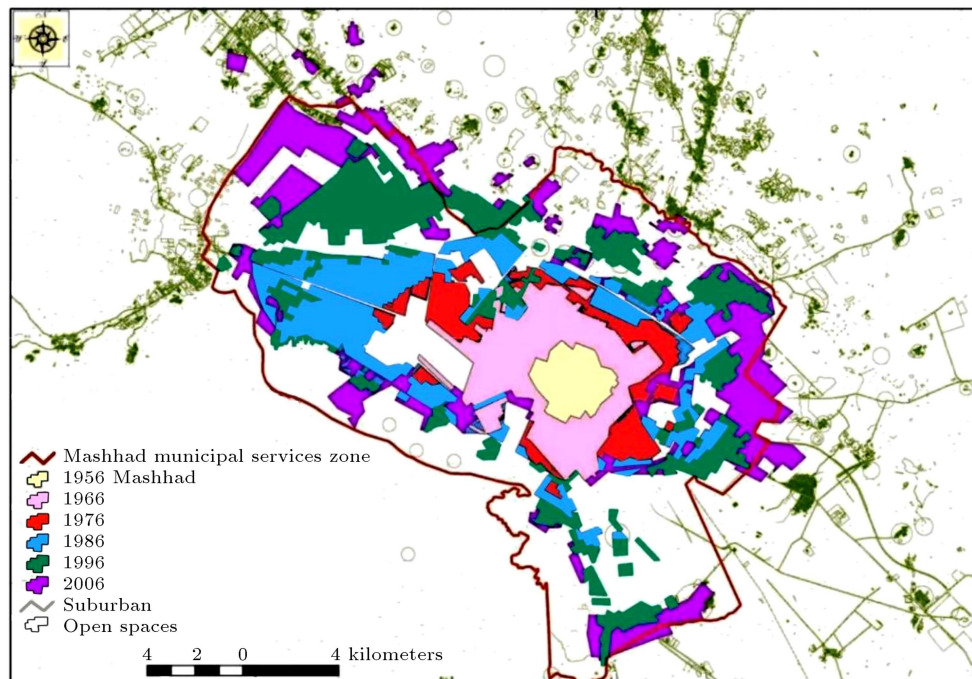 Mashhad municipal services zone
1956 Mashhad
1966
1976
1986
1996
2006
Suburban
Open spaces
4 2 0 4 kilometers